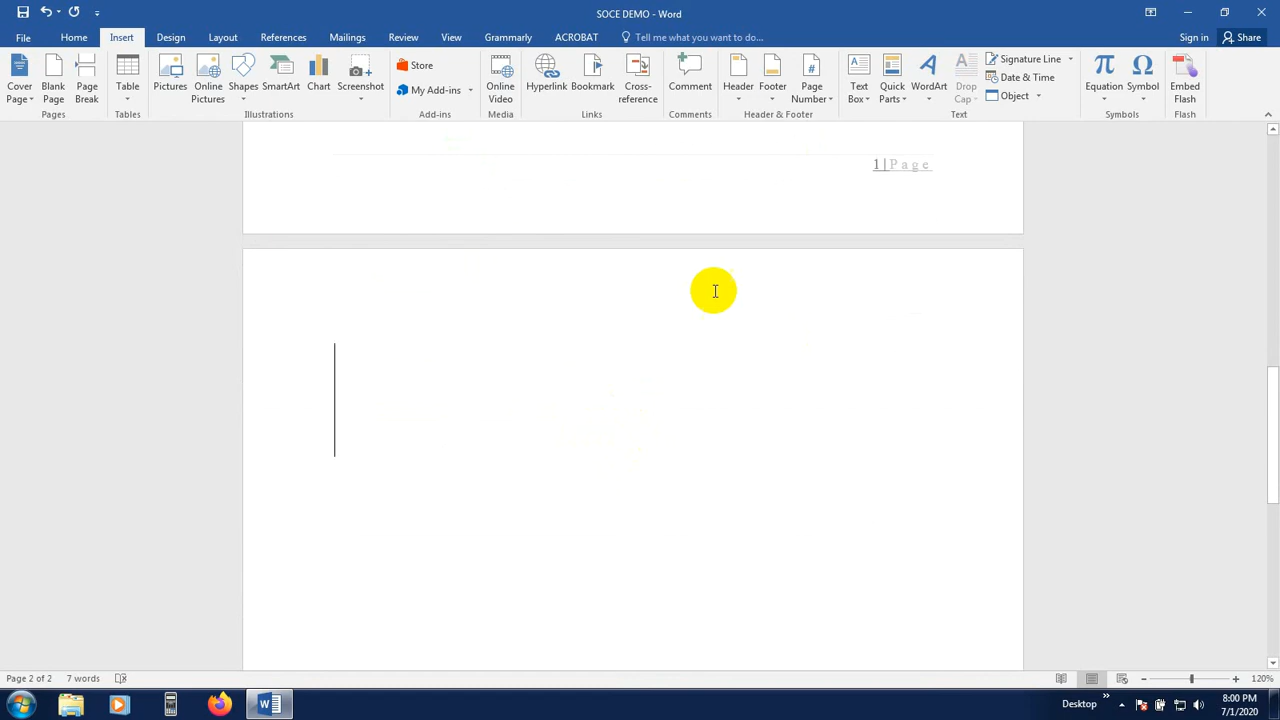 SOCE DEMO - Word
File Home Insert Design Layout References Mailings Review View Grammarly ACROBAT Tell me what you want to do... Sign in Share
Cover Page Blank Page Page Break Table Pictures Online Pictures Shapes SmartArt Chart Screenshot Store My Add-ins Online Video Hyperlink Bookmark Cross-reference Comment Header Footer Page Number Text Box Quick Parts WordArt Drop Cap Signature Line Date & Time Object Equation Symbol Embed Flash
Pages Tables Illustrations Add-ins Media Links Comments Header & Footer Text Symbols Flash
1 | P a g e
Page 2 of 2 7 words 120%
Desktop 8:00 PM
7/1/2020